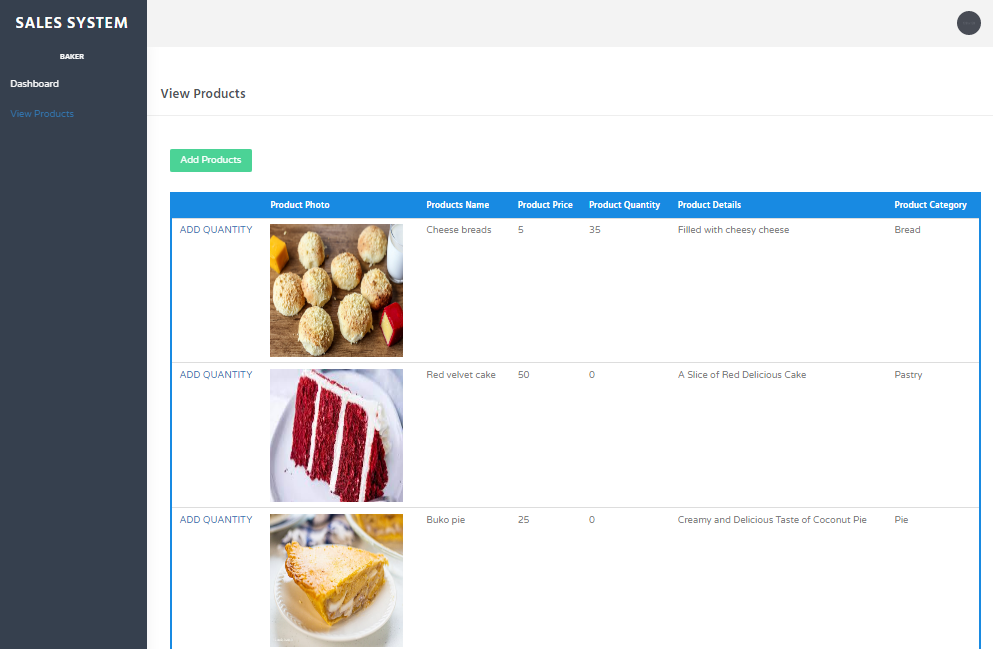 SALES SYSTEM
BAKER
Dashboard
View Products
View Products
Add Products
Product Photo Products Name Product Price Product Quantity Product Details Product Category
ADD QUANTITY Cheese breads 5 35 Filled with cheesy cheese Bread
ADD QUANTITY Red velvet cake 50 0 A Slice of Red Delicious Cake Pastry
ADD QUANTITY Buko pie 25 0 Creamy and Delicious Taste of Coconut Pie Pie